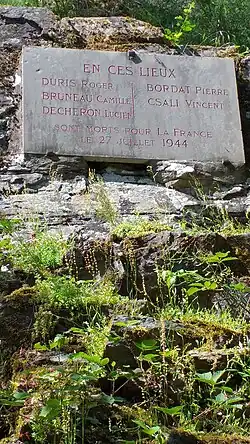 EN CES LIEUX
DURIS ROGER BORDAT PIERRE
BRUNEAU CAMILLE CSALI VINCENT
DECHERON LUCIEN
SONT MORTS POUR LA FRANCE
LE 27 JUILLET 1944